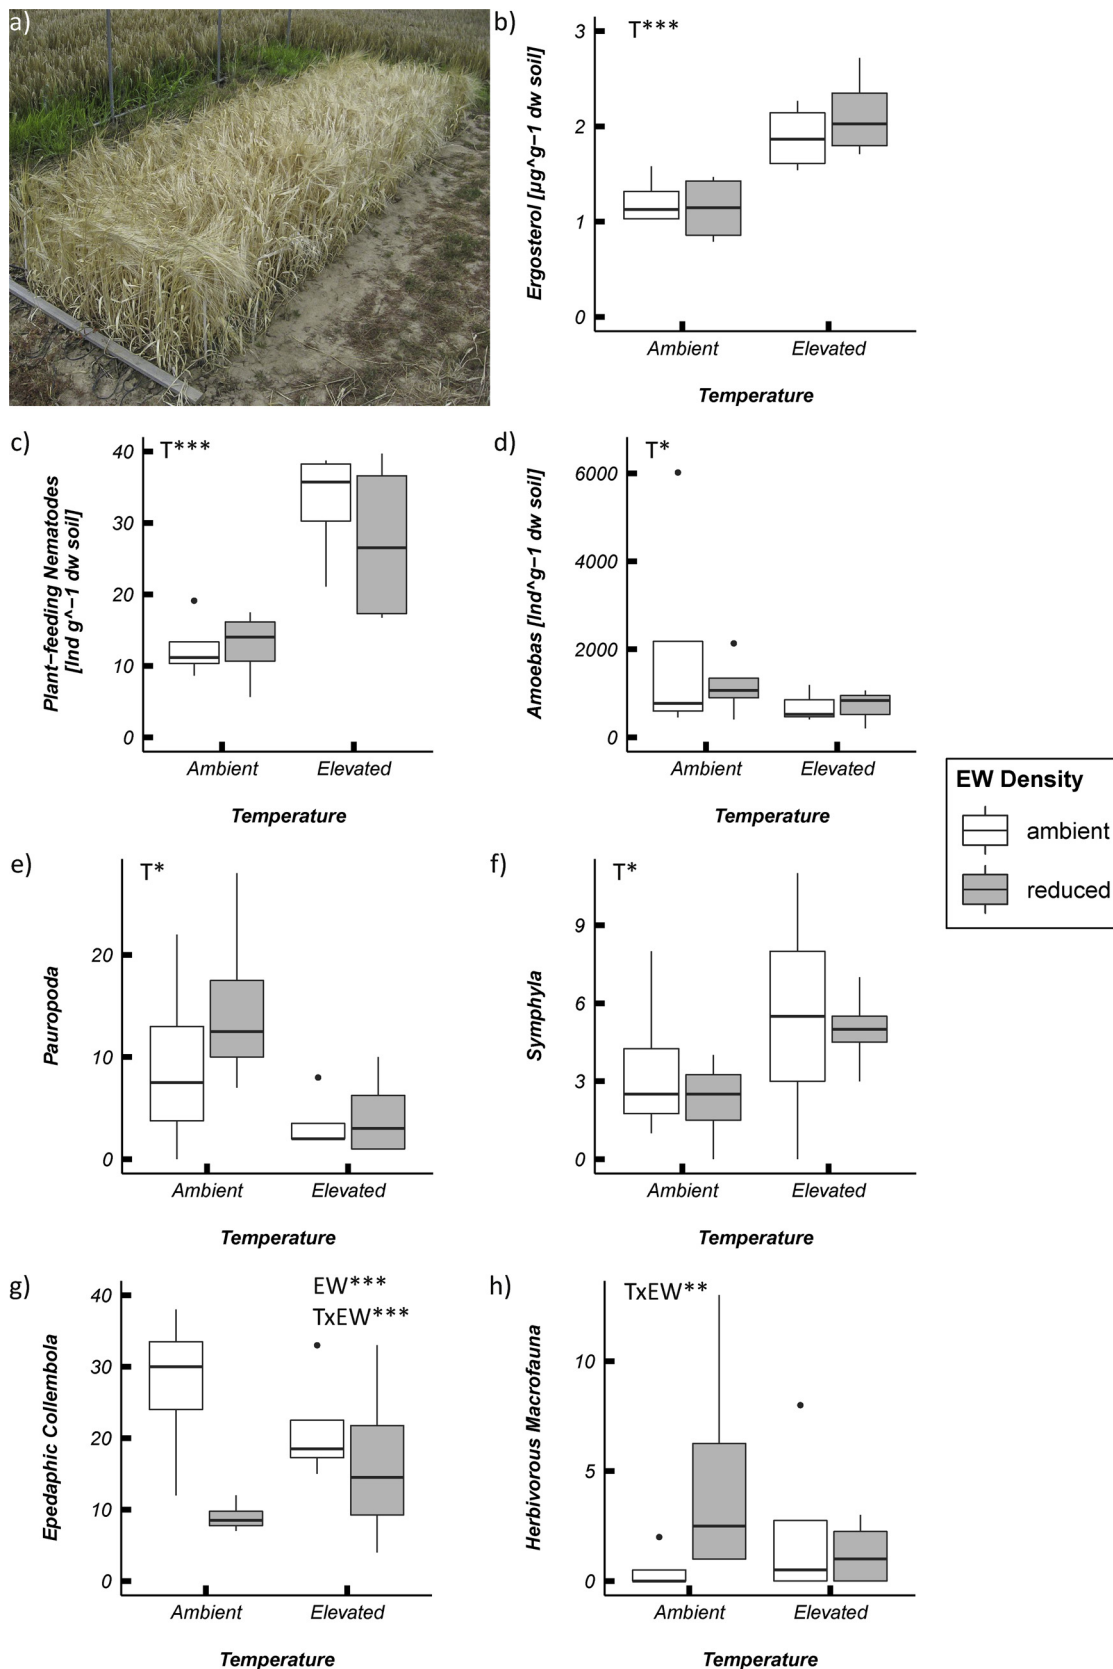 a)
b)
T***
Ergosterol [µg^g−1 dw soil]
3
2
1
0
Ambient Elevated
Temperature
c)
T***
Plant−feeding Nematodes
[Ind g^−1 dw soil]
40
30
20
10
0
Ambient Elevated
Temperature
d)
T*
Amoebas [Ind^g−1 dw soil]
6000
4000
2000
0
Ambient Elevated
Temperature
EW Density
ambient
reduced
e)
T*
Pauropoda
20
10
0
Ambient Elevated
Temperature
f)
T*
Symphyla
9
6
3
0
Ambient Elevated
Temperature
g)
EW***
TxEW***
Epedaphic Collembola
40
30
20
10
0
Ambient Elevated
Temperature
h)
TxEW**
Herbivorous Macrofauna
10
5
0
Ambient Elevated
Temperature